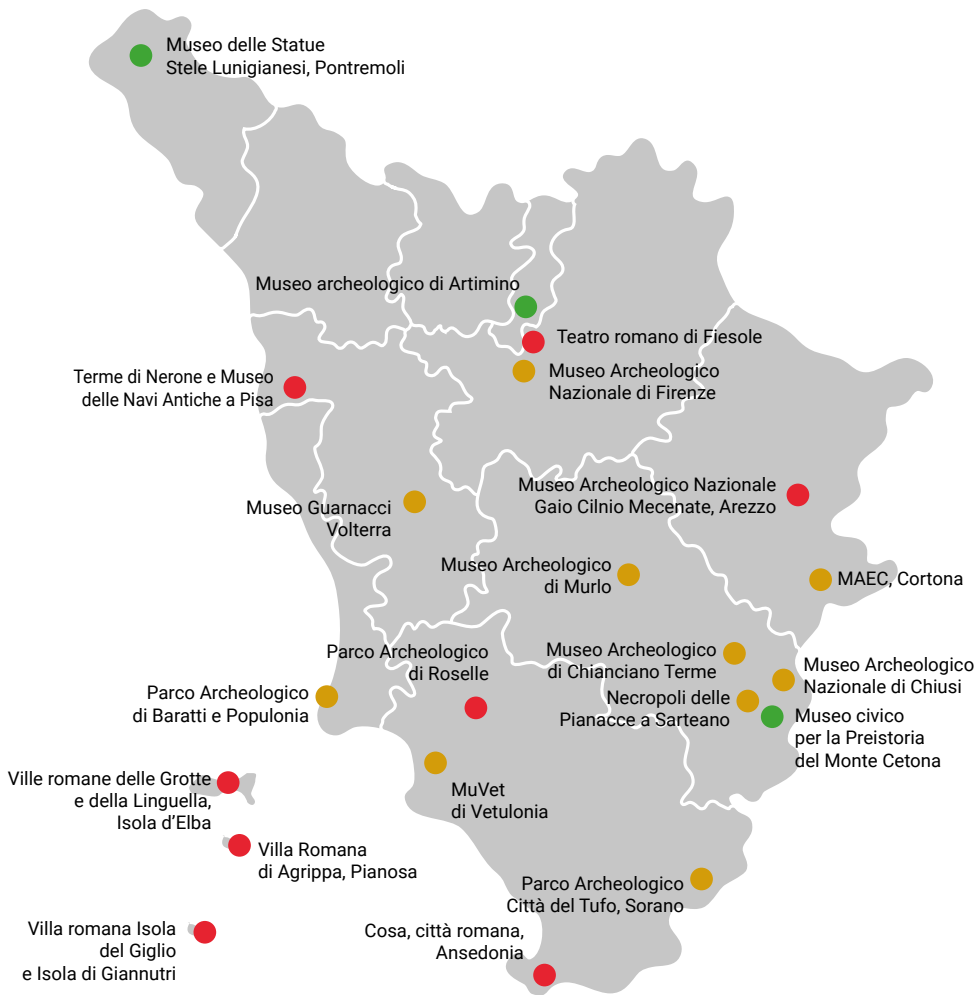 Museo delle Statue
Stele Lunigianesi, Pontremoli
Museo archeologico di Artimino
Teatro romano di Fiesole
Museo Archeologico
Nazionale di Firenze
Terme di Nerone e Museo
delle Navi Antiche a Pisa
Museo Guarnacci
Volterra
Museo Archeologico Nazionale
Gaio Cilnio Mecenate, Arezzo
Museo Archeologico
di Murlo
MAEC, Cortona
Parco Archeologico
di Roselle
Museo Archeologico
di Chianciano Terme
Museo Archeologico
Nazionale di Chiusi
Necropoli delle
Pianacce a Sarteano
Museo civico
per la Preistoria
del Monte Cetona
Parco Archeologico
di Baratti e Populonia
MuVet
di Vetulonia
Ville romane delle Grotte
e della Linguella,
Isola d’Elba
Villa Romana
di Agrippa, Pianosa
Parco Archeologico
Città del Tufo, Sorano
Villa romana Isola
del Giglio
e Isola di Giannutri
Cosa, città romana,
Ansedonia